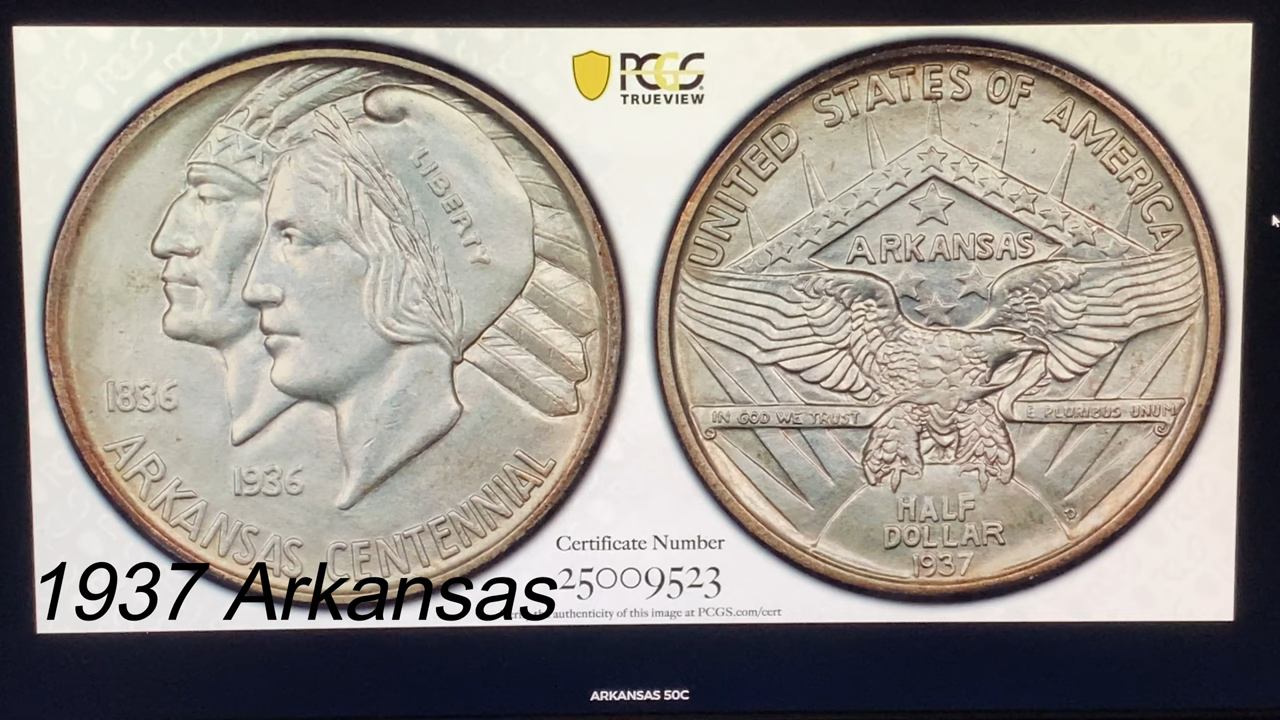 PCGS
TRUEVIEW
LIBERTY
1836
1936
ARKANSAS CENTENNIAL
UNITED STATES OF AMERICA
ARKANSAS
IN GOD WE TRUST
E PLURIBUS UNUM
HALF
DOLLAR
1937
D
Certificate Number
25009523
authenticity of this image at PCGS.com/cert
1937 Arkansas
ARKANSAS 50C